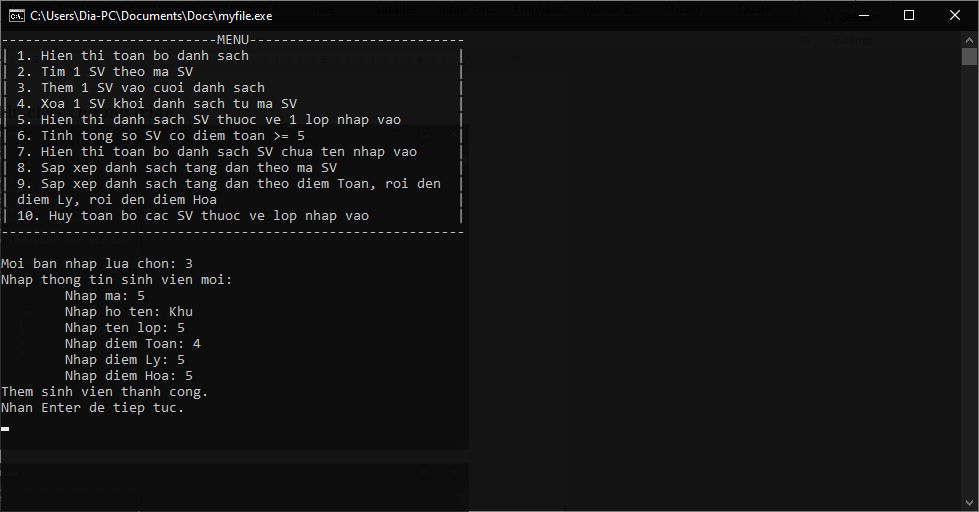 C:\Users\Dia-PC\Documents\Docs\myfile.exe
---------------------------MENU---------------------------
| 1. Hien thi toan bo danh sach                          |
| 2. Tim 1 SV theo ma SV                                 |
| 3. Them 1 SV vao cuoi danh sach                        |
| 4. Xoa 1 SV khoi danh sach tu ma SV                    |
| 5. Hien thi danh sach SV thuoc ve 1 lop nhap vao       |
| 6. Tinh tong so SV co diem toan >= 5                   |
| 7. Hien thi toan bo danh sach SV chua ten nhap vao     |
| 8. Sap xep danh sach tang dan theo ma SV               |
| 9. Sap xep danh sach tang dan theo diem Toan, roi den  |
| diem Ly, roi den diem Hoa                              |
| 10. Huy toan bo cac SV thuoc ve lop nhap vao           |
----------------------------------------------------------
Moi ban nhap lua chon: 3
Nhap thong tin sinh vien moi:
        Nhap ma: 5
        Nhap ho ten: Khu
        Nhap ten lop: 5
        Nhap diem Toan: 4
        Nhap diem Ly: 5
        Nhap diem Hoa: 5
Them sinh vien thanh cong.
Nhan Enter de tiep tuc.